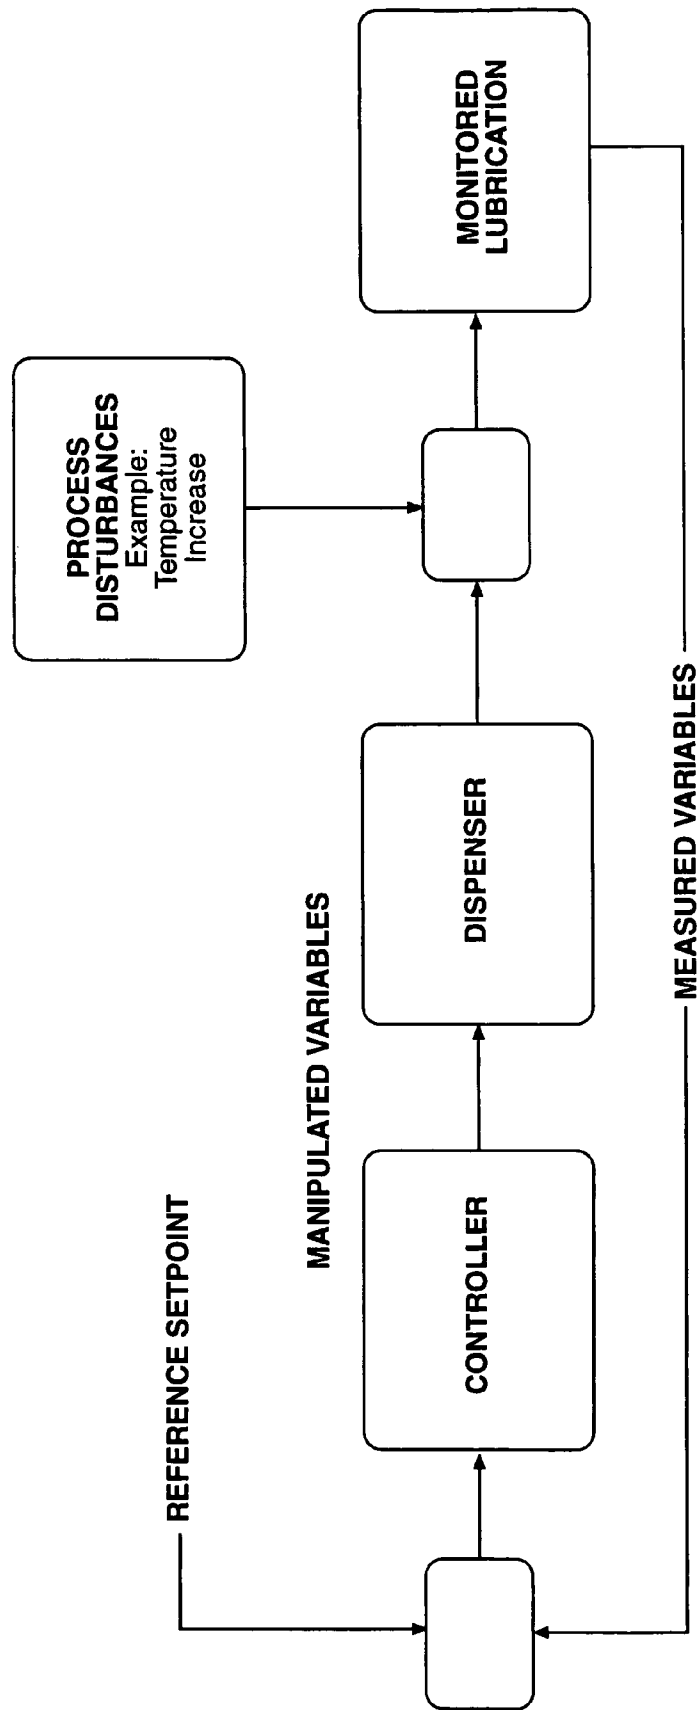 PROCESS
DISTURBANCES
Example:
Temperature
Increase
REFERENCE SETPOINT
MANIPULATED VARIABLES
CONTROLLER
DISPENSER
MONITORED
LUBRICATION
MEASURED VARIABLES